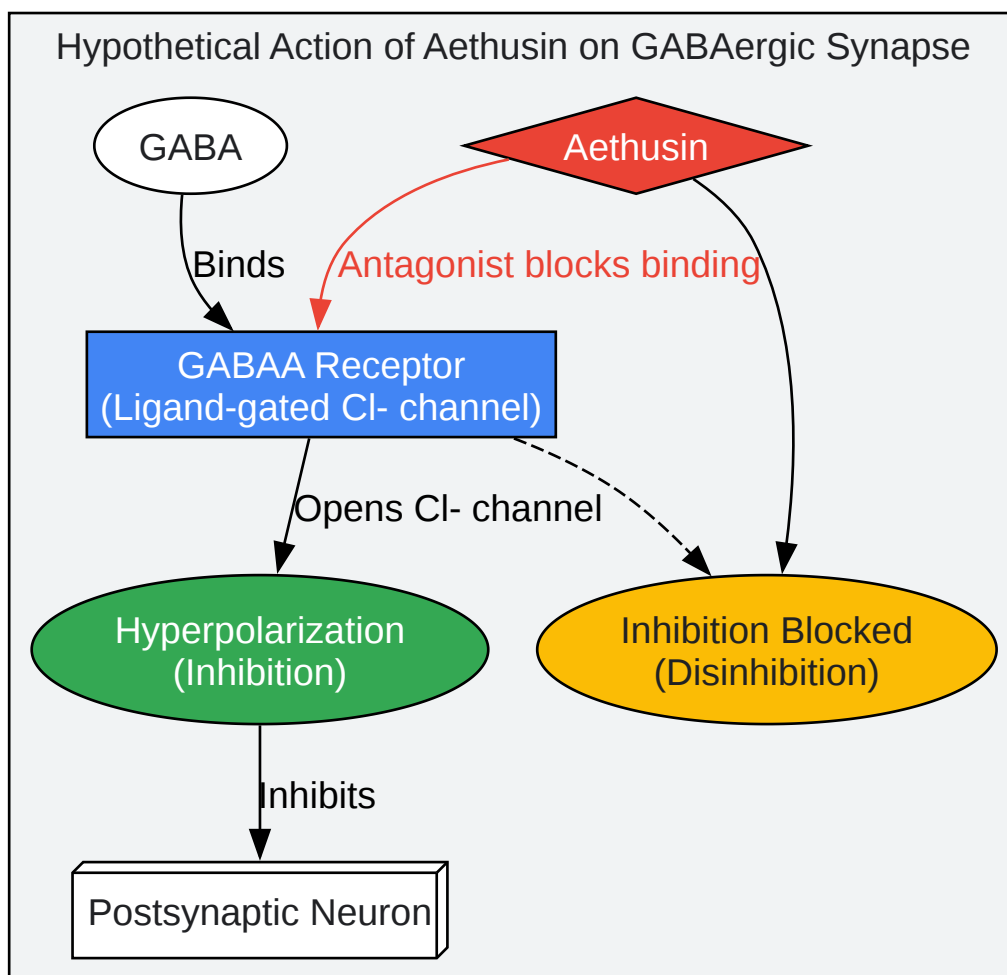 Hypothetical Action of Aethusin on GABAergic Synapse
GABA
Aethusin
Binds
Antagonist blocks binding
GABAA Receptor
(Ligand-gated Cl- channel)
Opens Cl- channel
Hyperpolarization
(Inhibition)
Inhibition Blocked
(Disinhibition)
Inhibits
Postsynaptic Neuron